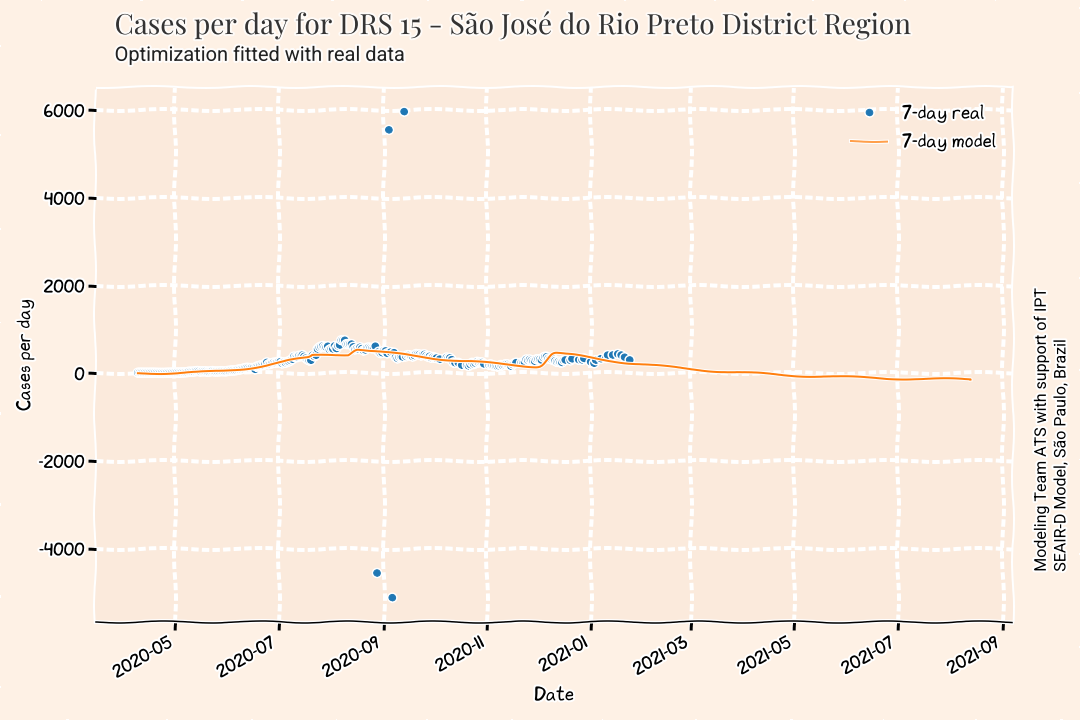 Cases per day for DRS 15 - São José do Rio Preto District Region
Optimization fitted with real data
7-day real
7-day model
6000
4000
2000
0
-2000
-4000
Cases per day
2020-05
2020-07
2020-09
2020-11
2021-01
2021-03
2021-05
2021-07
2021-09
Date
Modeling Team ATS with support of IPT
SEAIR-D Model, São Paulo, Brazil